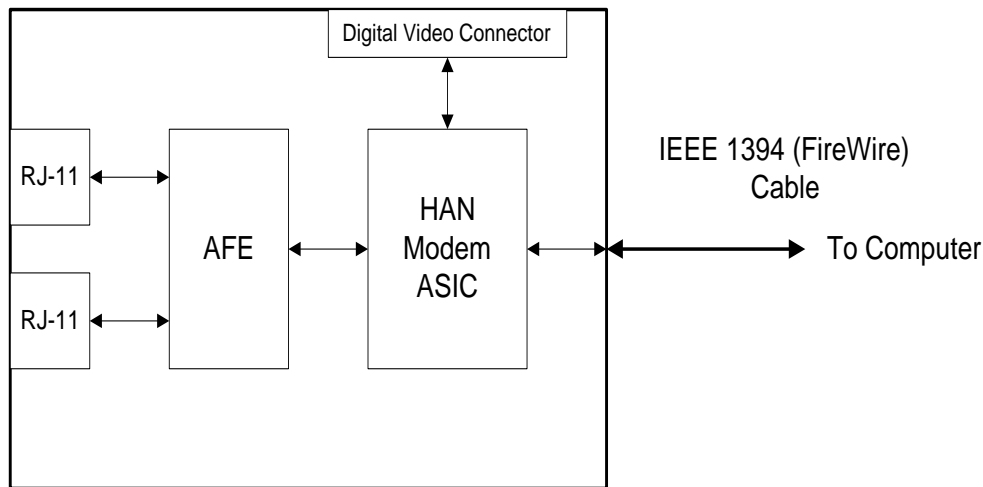 Digital Video Connector
RJ-11
AFE
HAN
Modem
ASIC
IEEE 1394 (FireWire)
Cable
To Computer
RJ-11